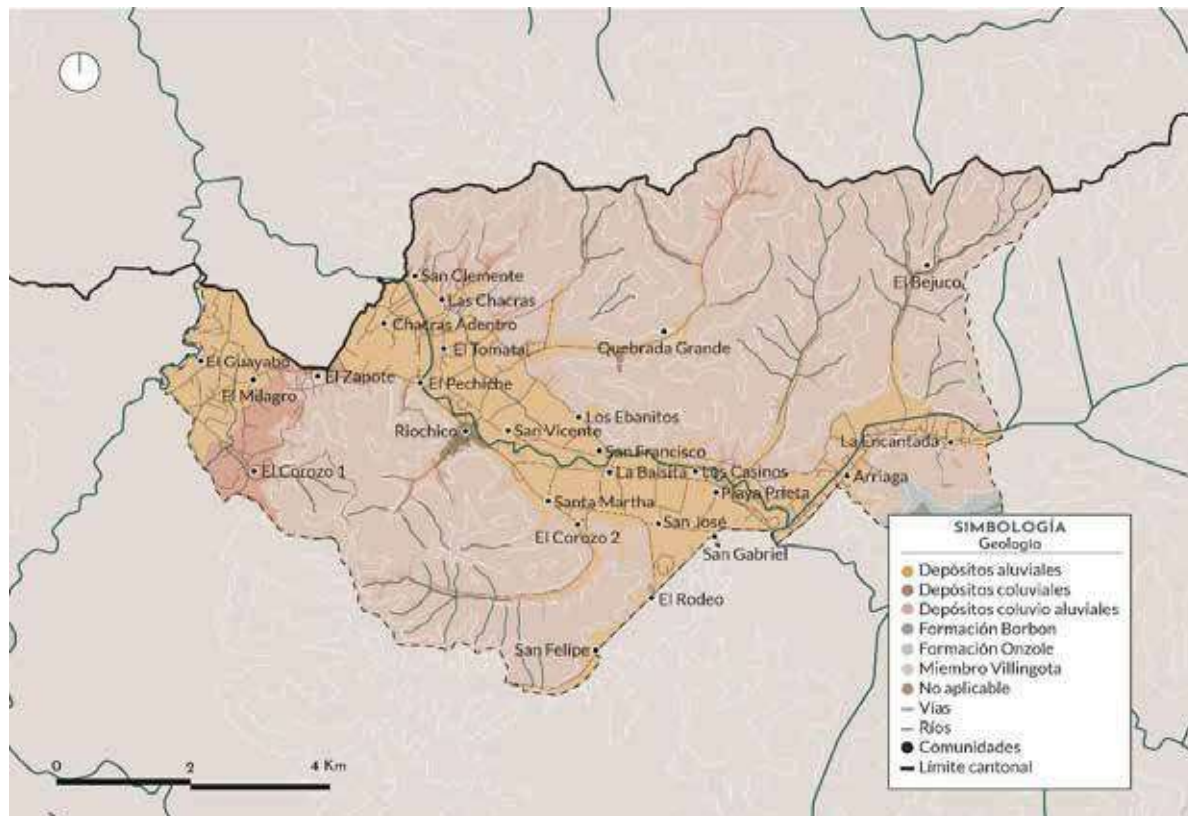 San Clemente
Las Chacras
Chacras Adentro
El Bejuco
El Tomatal
Quebrada Grande
El Guayabo
El Zapote
El Milagro
El Pechiche
Los Ebanitos
Riochico
San Vicente
La Encantada
San Francisco
El Corozo 1
La Balsita
Los Casinos
Arriaga
Playa Prieta
Santa Martha
San José
El Corozo 2
San Gabriel
El Rodeo
San Felipe
SIMBOLOGÍA
Geología
Depósitos aluviales
Depósitos coluviales
Depósitos coluvio aluviales
Formación Borbon
Formación Onzole
Miembro Villingota
No aplicable
Vías
Ríos
Comunidades
Límite cantonal
0 2 4 Km